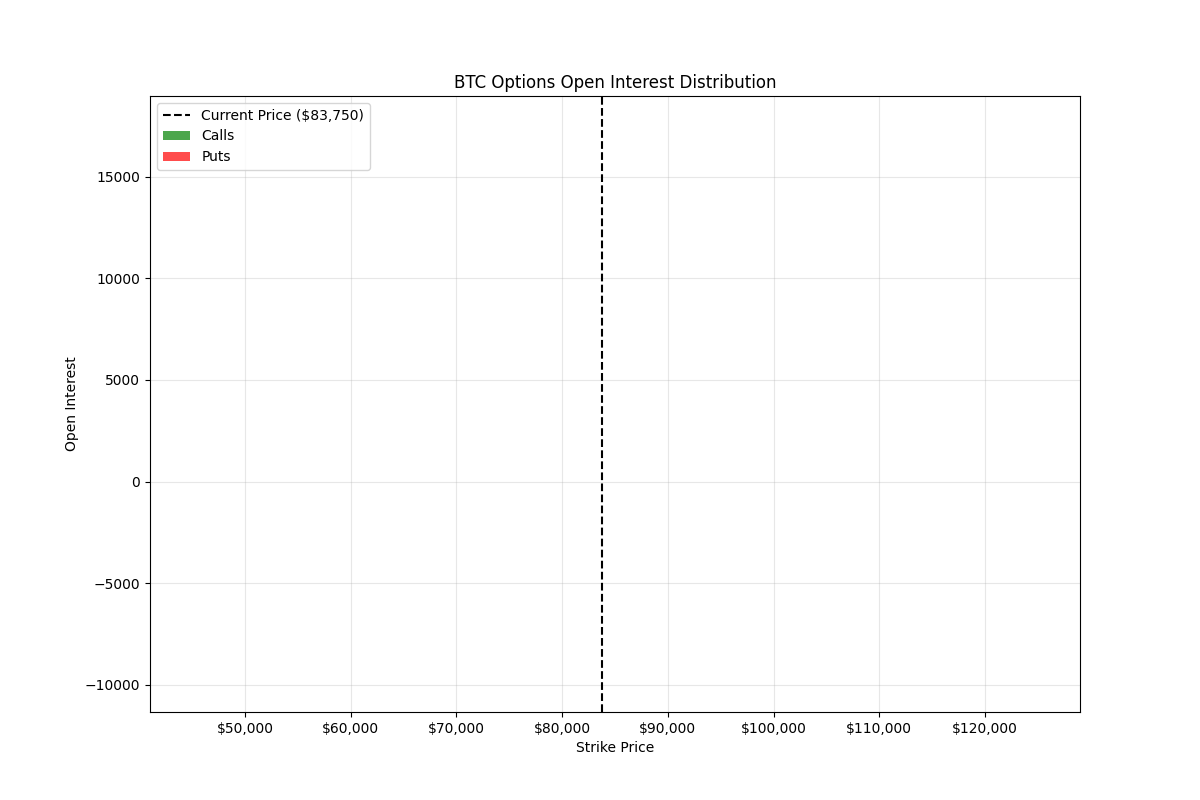 BTC Options Open Interest Distribution
Current Price ($83,750)
Calls
Puts
15000
10000
5000
0
−5000
−10000
Open Interest
$50,000 $60,000 $70,000 $80,000 $90,000 $100,000 $110,000 $120,000
Strike Price